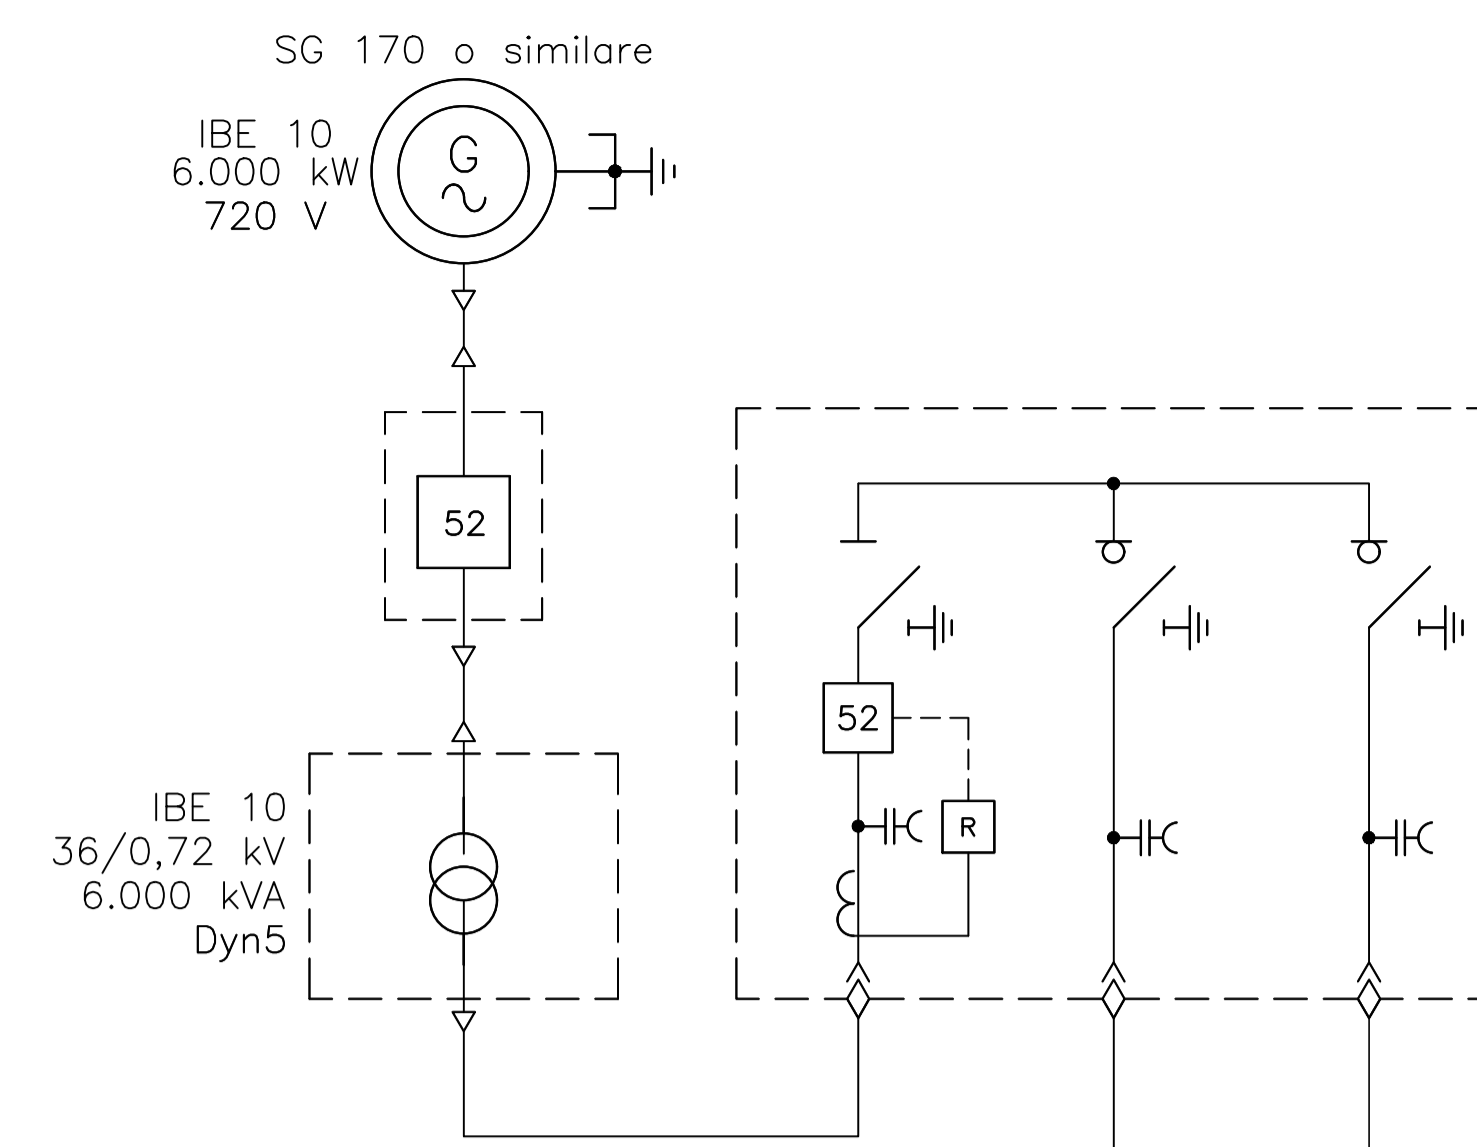 SG 170 o similare
IBE 10
6.000 kW
720 V
G
52
52
R
IBE 10
36/0,72 kV
6.000 kVA
Dyn5